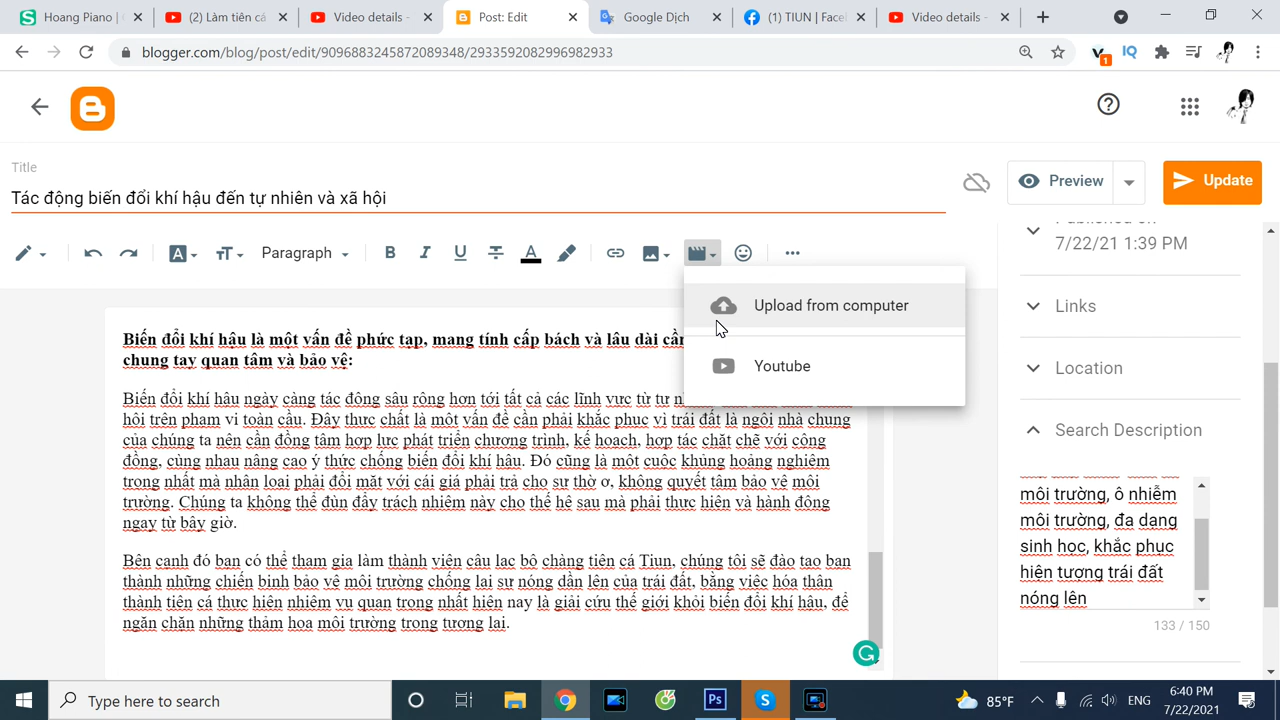 Hoang Piano |
(2) Làm tiên cá
Video details -
Post: Edit
Google Dịch
(1) TIUN | Face
Video details -
blogger.com/blog/post/edit/9096883245872089348/2933592082996982933
1
IQ
Title
Tác động biến đổi khí hậu đến tự nhiên và xã hội
Preview
Update
Paragraph
7/22/21 1:39 PM
Upload from computer
Youtube
Links
Location
Search Description
Biến đổi khí hậu là một vấn đề phức tạp, mang tính cấp bách và lâu dài
chung tay quan tâm và bảo vệ:
Biến đổi khí hậu ngày càng tác động sâu rộng hơn tới tất cả các lĩnh vực từ tự
hội trên phạm vi toàn cầu. Đây thực chất là một vấn đề cần phải khắc phục vì trái đất là ngôi nhà chung
của chúng ta nên cần đồng tâm hợp lực phát triển chương trình, kế hoạch, hợp tác chặt chẽ với công
đồng, cùng nhau nâng cao ý thức chống biến đổi khí hậu. Đó cũng là một cuộc khủng hoảng nghiêm
trọng nhất mà nhân loại phải đối mặt với cái giá phải trả cho sự thờ ơ, không quyết tâm bảo vệ môi
trường. Chúng ta không thể đùn đẩy trách nhiệm này cho thế hệ sau mà phải thực hiện và hành động
ngay từ bây giờ.
Bên cạnh đó bạn có thể tham gia làm thành viên câu lạc bộ chàng tiên cá Tiun, chúng tôi sẽ đào tạo bạn
thành những chiến binh bảo vệ môi trường chống lại sự nóng dần lên của trái đất, bằng việc hóa thân
thành tiên cá thực hiện nhiệm vụ quan trọng nhất hiện nay là giải cứu thế giới khỏi biến đổi khí hậu, để
ngăn chặn những thảm họa môi trường trong tương lai.
môi trường, ô nhiễm
môi trường, đa dạng
sinh học, khắc phục
hiện tượng trái đất
nóng lên
133 / 150
Type here to search
85°F
ENG
6:40 PM
7/22/2021